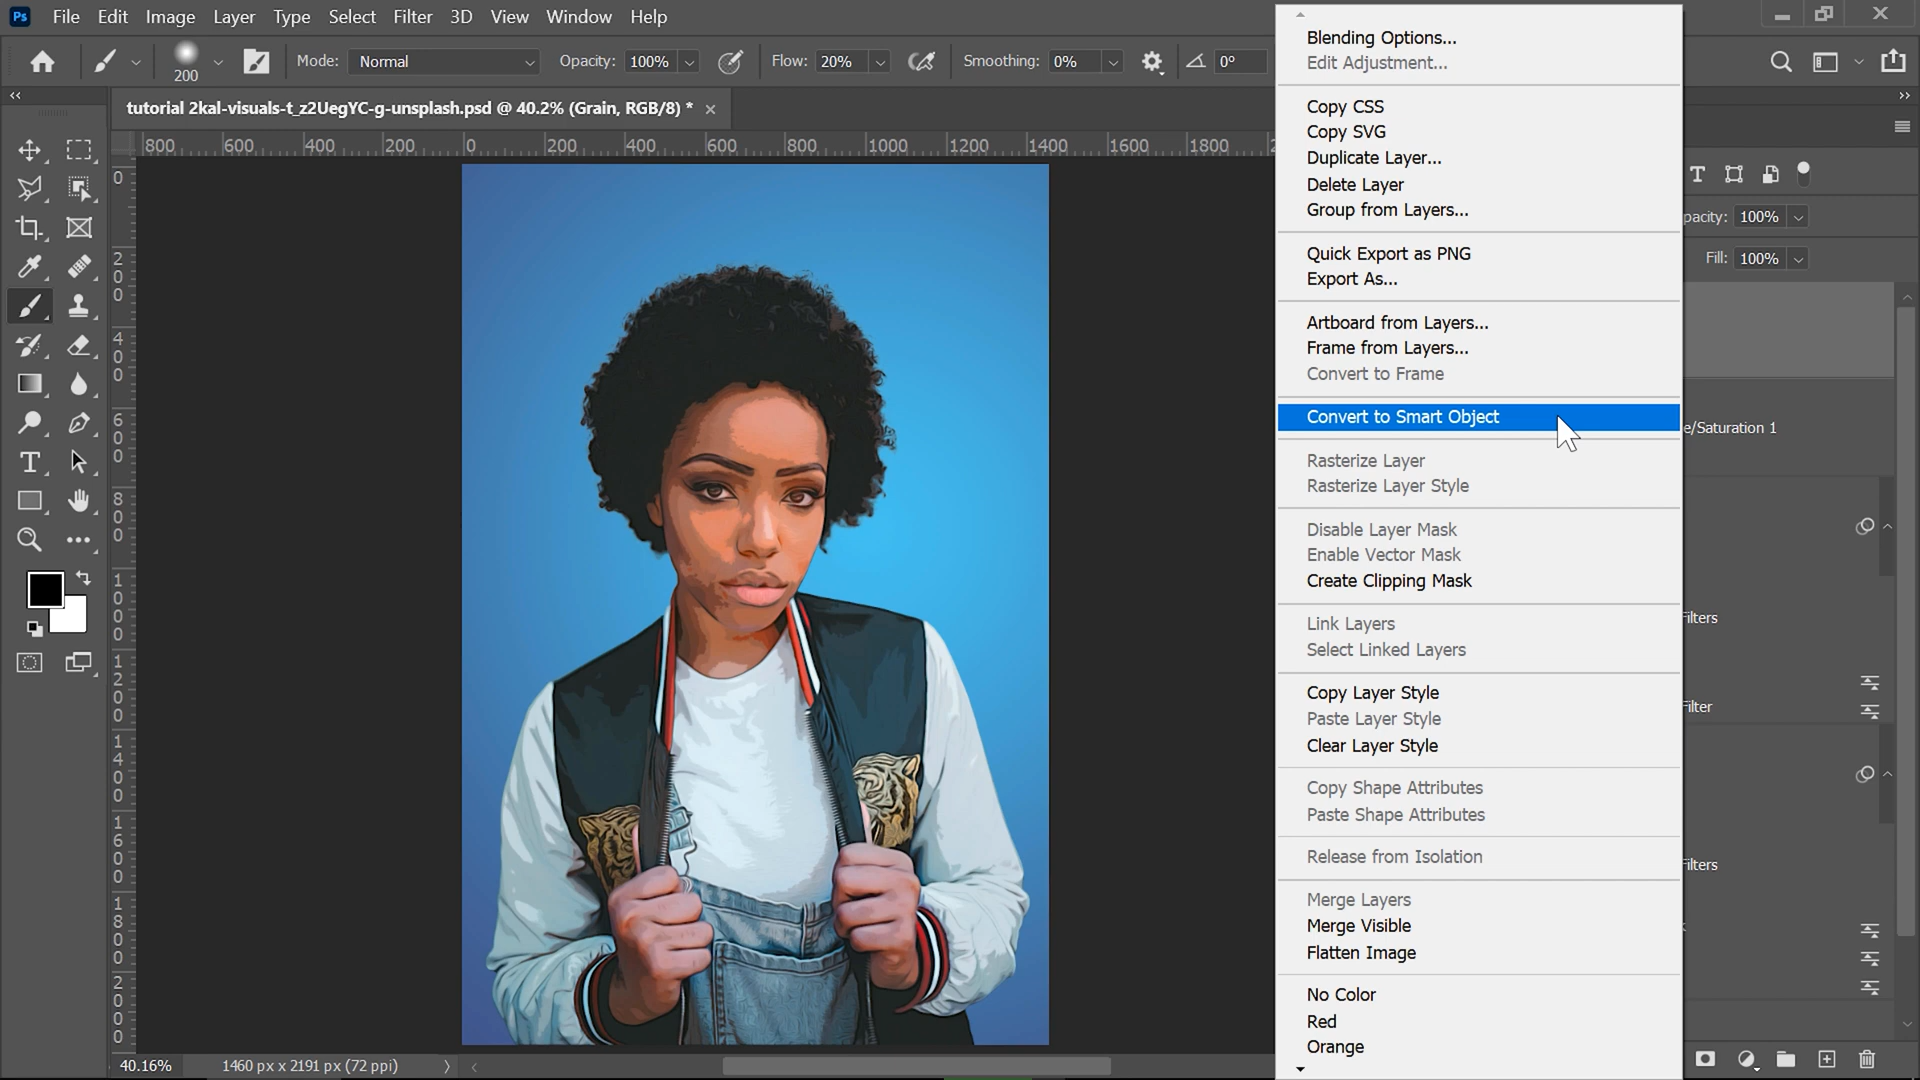 Ps File Edit Image Layer Type Select Filter 3D View Window Help
200 Mode: Normal Opacity: 100% Flow: 20% Smoothing: 0% 0°
tutorial 2kal-visuals-t_z2UegYC-g-unsplash.psd @ 40.2% (Grain, RGB/8) *
800 600 400 200 0 200 400 600 800 1000 1200 1400 1600 1800
0
200
400
600
800
1000
1200
1400
1600
1800
2000
Blending Options...
Edit Adjustment...
Copy CSS
Copy SVG
Duplicate Layer...
Delete Layer
Group from Layers...
Quick Export as PNG
Export As...
Artboard from Layers...
Frame from Layers...
Convert to Frame
Convert to Smart Object
Rasterize Layer
Rasterize Layer Style
Disable Layer Mask
Enable Vector Mask
Create Clipping Mask
Link Layers
Select Linked Layers
Copy Layer Style
Paste Layer Style
Clear Layer Style
Copy Shape Attributes
Paste Shape Attributes
Release from Isolation
Merge Layers
Merge Visible
Flatten Image
No Color
Red
Orange
pacity: 100%
Fill: 100%
e/Saturation 1
Filters
Filter
Filters
T
40.16% 1460 px x 2191 px (72 ppi)